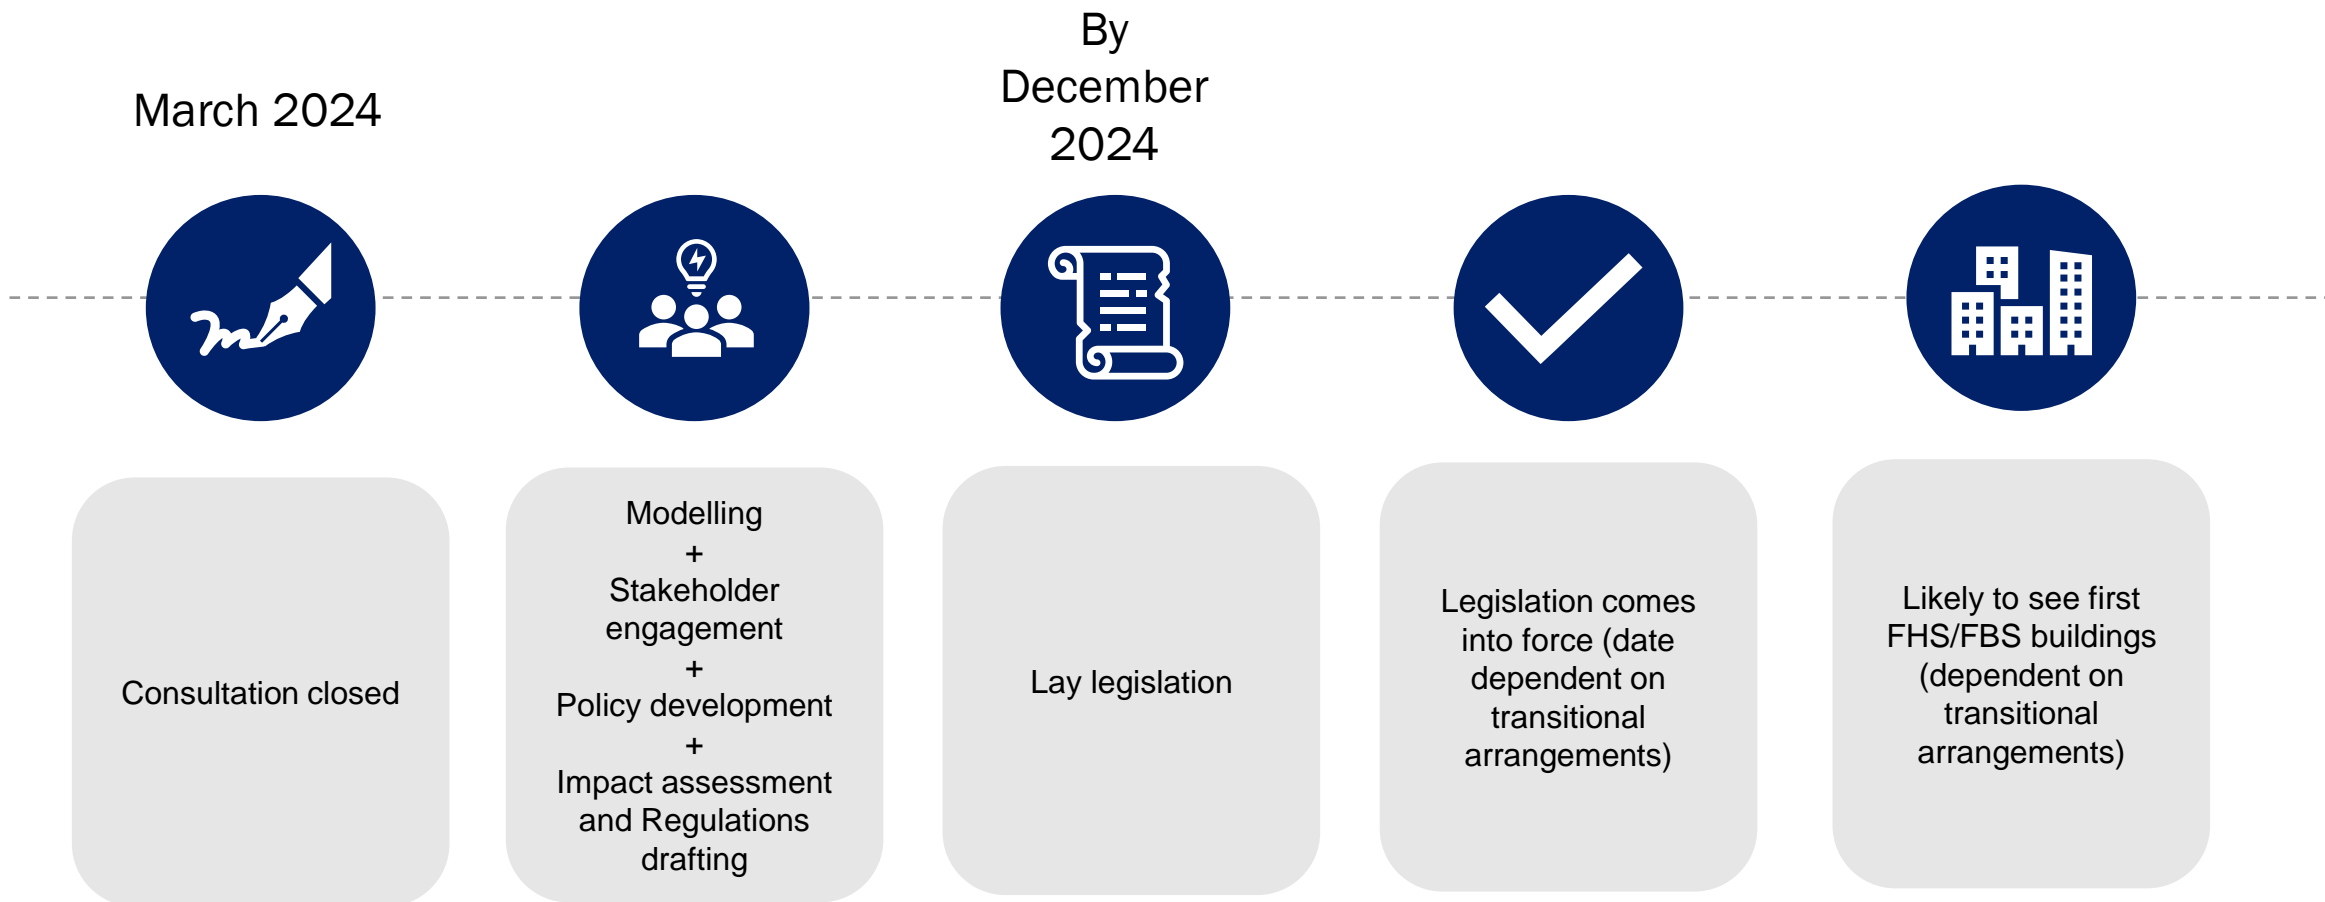 March 2024
By
December
2024
Consultation closed
Modelling
+
Stakeholder
engagement
+
Policy development
+
Impact assessment
and Regulations
drafting
Lay legislation
Legislation comes
into force (date
dependent on
transitional
arrangements)
Likely to see first
FHS/FBS buildings
(dependent on
transitional
arrangements)